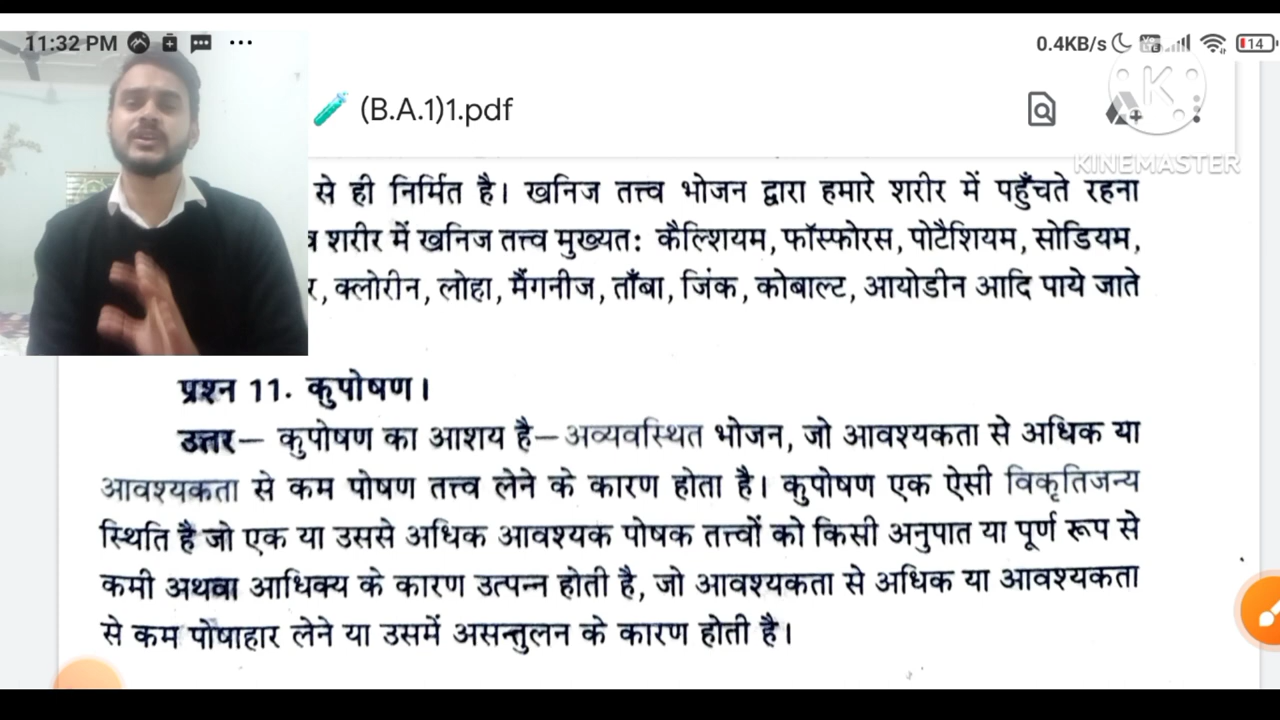 11:32 PM
0.4KB/s
14
(B.A.1)1.pdf
K
KINEMASTER
से ही निर्मित है। खनिज तत्त्व भोजन द्वारा हमारे शरीर में पहुँचते रहना
शरीर में खनिज तत्त्व मुख्यतः कैल्शियम, फॉस्फोरस, पोटैशियम, सोडियम,
क्लोरीन, लोहा, मैंगनीज, ताँबा, जिंक, कोबाल्ट, आयोडीन आदि पाये जाते
प्रश्न 11. कुपोषण।
उत्तर— कुपोषण का आशय है—अव्यवस्थित भोजन, जो आवश्यकता से अधिक या
आवश्यकता से कम पोषण तत्त्व लेने के कारण होता है। कुपोषण एक ऐसी विकृतिजन्य
स्थिति है जो एक या उससे अधिक आवश्यक पोषक तत्त्वों को किसी अनुपात या पूर्ण रूप से
कमी अथवा आधिक्य के कारण उत्पन्न होती है, जो आवश्यकता से अधिक या आवश्यकता
से कम पोषाहार लेने या उसमें असन्तुलन के कारण होती है।